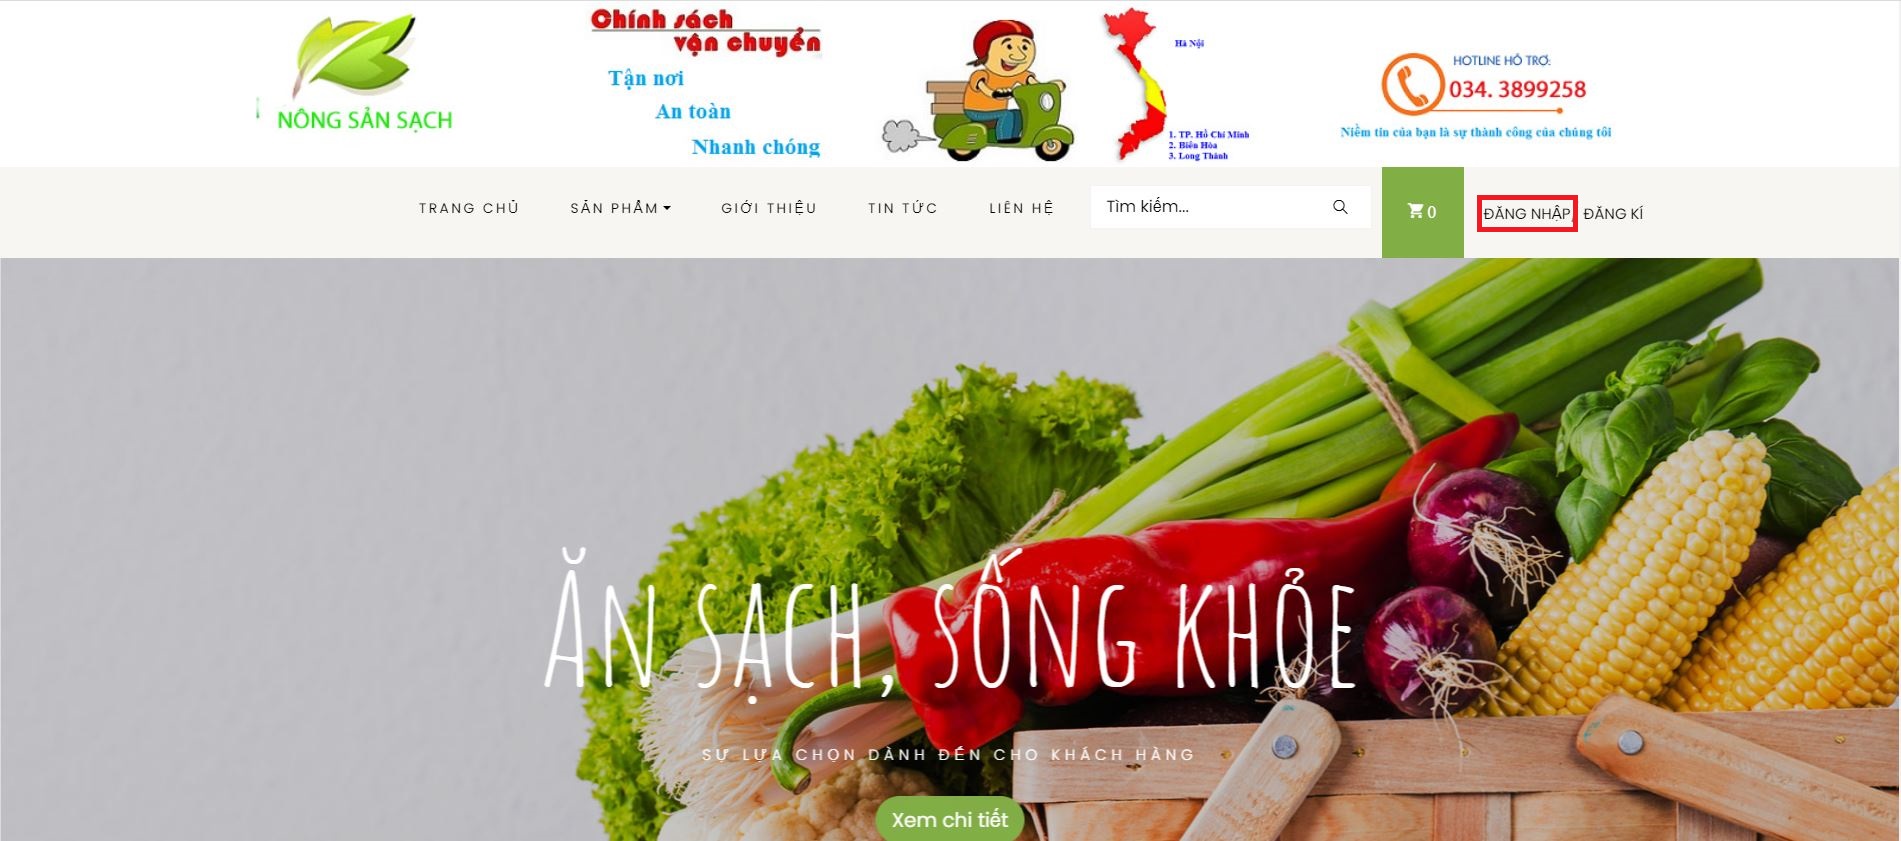 NÔNG SẢN SẠCH
Chính sách
vận chuyển
Tận nơi
An toàn
Nhanh chóng
Hà Nội
1. TP. Hồ Chí Minh
2. Biên Hòa
3. Long Thành
HOTLINE HỖ TRỢ:
034. 3899258
Niềm tin của bạn là sự thành công của chúng tôi
TRANG CHỦ
SẢN PHẨM
GIỚI THIỆU
TIN TỨC
LIÊN HỆ
Tìm kiếm...
0
ĐĂNG NHẬP, ĐĂNG KÍ
ĂN SẠCH, SỐNG KHỎE
SỰ LỰA CHỌN DÀNH ĐẾN CHO KHÁCH HÀNG
Xem chi tiết